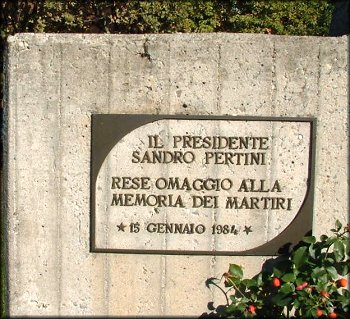 IL PRESIDENTE
SANDRO PERTINI
RESE OMAGGIO ALLA
MEMORIA DEI MARTIRI
★ 15 GENNAIO 1984 ★